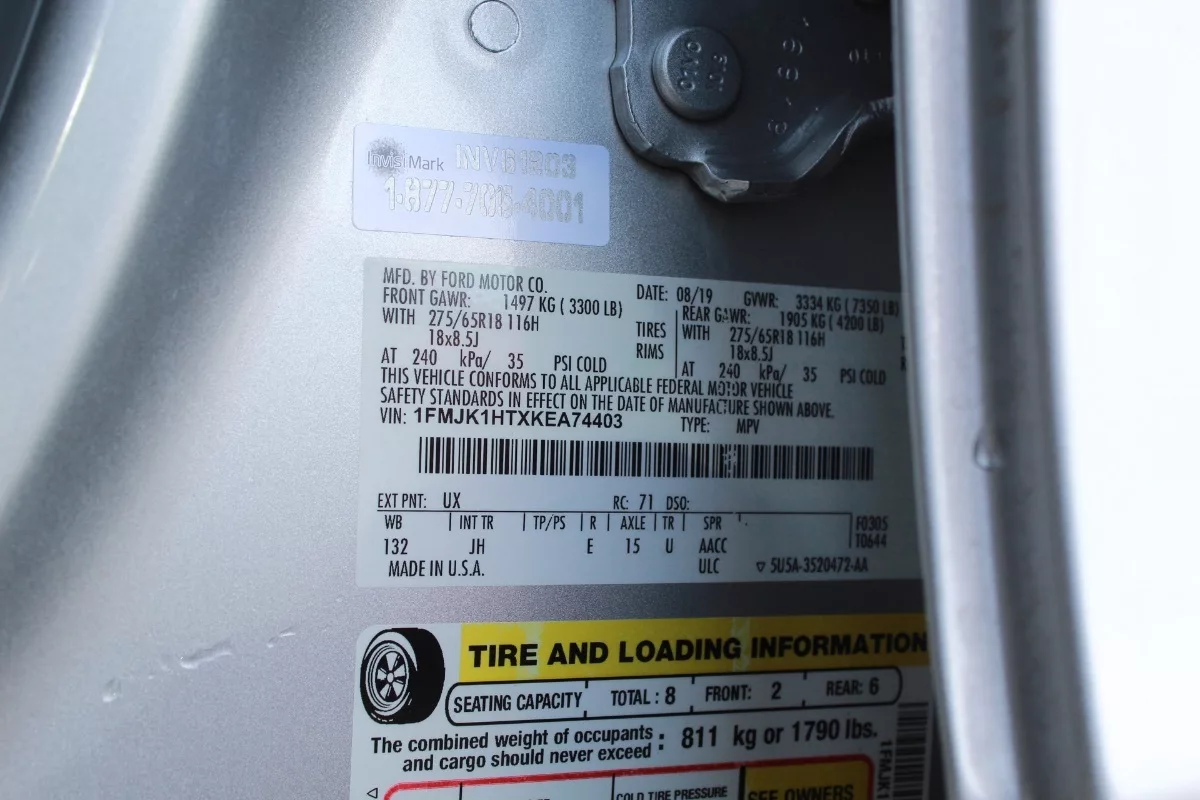 InvisiMark INV61303
1-877-706-4001
MFD. BY FORD MOTOR CO.
DATE: 08/19 GVWR: 3334 KG ( 7350 LB)
FRONT GAWR: 1497 KG ( 3300 LB)
WITH 275/65R18 116H TIRES
18x8.5J RIMS
AT 240 kPa/ 35 PSI COLD
REAR GAWR: 1905 KG ( 4200 LB)
WITH 275/65R18 116H
18x8.5J
AT 240 kPa/ 35 PSI COLD
THIS VEHICLE CONFORMS TO ALL APPLICABLE FEDERAL MOTOR VEHICLE
SAFETY STANDARDS IN EFFECT ON THE DATE OF MANUFACTURE SHOWN ABOVE.
VIN: 1FMJK1HTXKEA74403 TYPE: MPV
EXT PNT: UX RC: 71 DSO:
WB INT TR TP/PS R AXLE TR SPR F0305
132 JH E 15 U AACC T0644
MADE IN U.S.A. ULC 5U5A-3520472-AA
TIRE AND LOADING INFORMATION
SEATING CAPACITY TOTAL : 8 FRONT: 2 REAR: 6
The combined weight of occupants
and cargo should never exceed : 811 kg or 1790 lbs.
COLD TIRE PRESSURE SEE OWNERS
1FMJK1